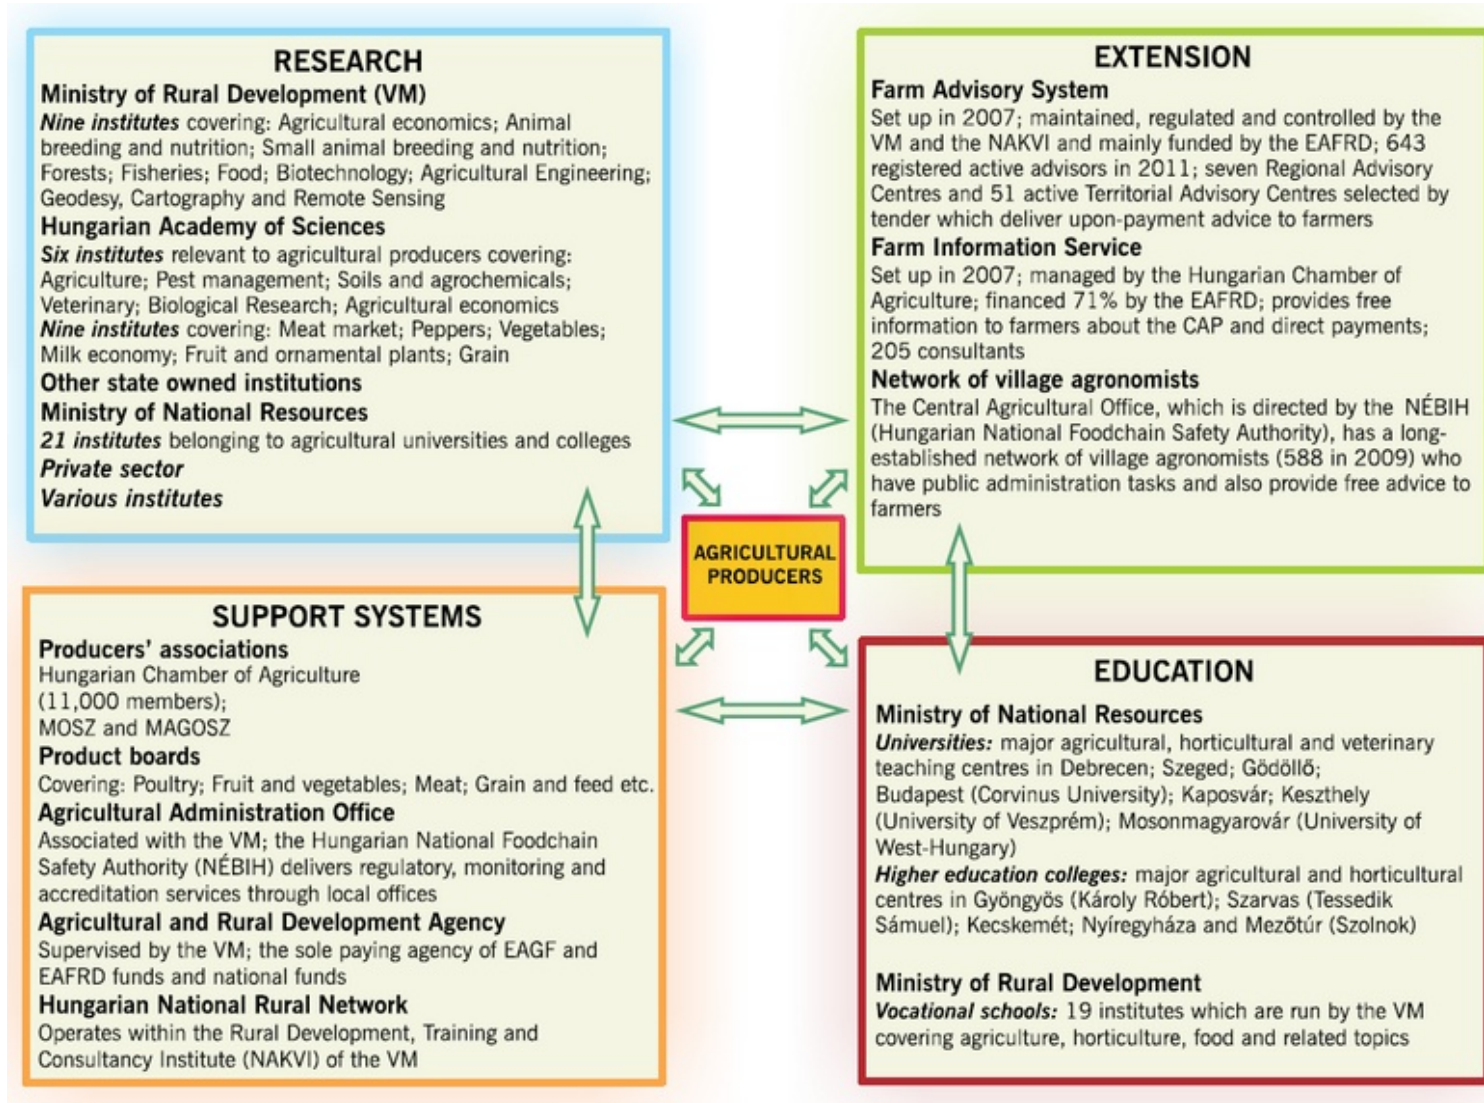 RESEARCH
Ministry of Rural Development (VM)
Nine institutes covering: Agricultural economics; Animal
breeding and nutrition; Small animal breeding and nutrition;
Forests; Fisheries; Food; Biotechnology; Agricultural Engineering;
Geodesy, Cartography and Remote Sensing
Hungarian Academy of Sciences
Six institutes relevant to agricultural producers covering:
Agriculture; Pest management; Soils and agrochemicals;
Veterinary; Biological Research; Agricultural economics
Nine institutes covering: Meat market; Peppers; Vegetables;
Milk economy; Fruit and ornamental plants; Grain
Other state owned institutions
Ministry of National Resources
21 institutes belonging to agricultural universities and colleges
Private sector
Various institutes
EXTENSION
Farm Advisory System
Set up in 2007; maintained, regulated and controlled by the
VM and the NAKVI and mainly funded by the EAFRD; 643
registered active advisors in 2011; seven Regional Advisory
Centres and 51 active Territorial Advisory Centres selected by
tender which deliver upon-payment advice to farmers
Farm Information Service
Set up in 2007; managed by the Hungarian Chamber of
Agriculture; financed 71% by the EAFRD; provides free
information to farmers about the CAP and direct payments;
205 consultants
Network of village agronomists
The Central Agricultural Office, which is directed by the NÉBIH
(Hungarian National Foodchain Safety Authority), has a long-
established network of village agronomists (588 in 2009) who
have public administration tasks and also provide free advice to
farmers
AGRICULTURAL
PRODUCERS
SUPPORT SYSTEMS
Producers' associations
Hungarian Chamber of Agriculture
(11,000 members);
MOSZ and MAGOSZ
Product boards
Covering: Poultry; Fruit and vegetables; Meat; Grain and feed etc.
Agricultural Administration Office
Associated with the VM; the Hungarian National Foodchain
Safety Authority (NÉBIH) delivers regulatory, monitoring and
accreditation services through local offices
Agricultural and Rural Development Agency
Supervised by the VM; the sole paying agency of EAGF and
EAFRD funds and national funds
Hungarian National Rural Network
Operates within the Rural Development, Training and
Consultancy Institute (NAKVI) of the VM
EDUCATION
Ministry of National Resources
Universities: major agricultural, horticultural and veterinary
teaching centres in Debrecen; Szeged; Gödöllő;
Budapest (Corvinus University); Kaposvár; Keszthely
(University of Veszprém); Mosonmagyarovár (University of
West-Hungary)
Higher education colleges: major agricultural and horticultural
centres in Gyöngyös (Károly Róbert); Szarvas (Tessedik
Sámuel); Kecskemét; Nyíregyháza and Mezőtúr (Szolnok)
Ministry of Rural Development
Vocational schools: 19 institutes which are run by the VM
covering agriculture, horticulture, food and related topics